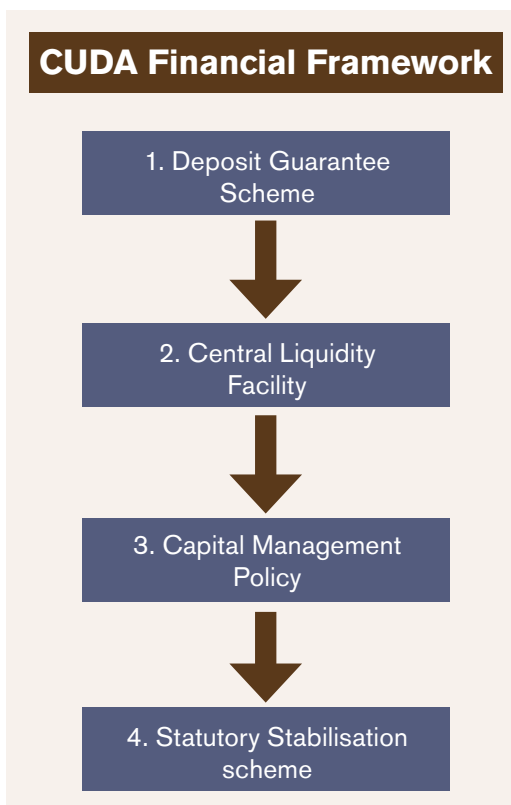 CUDA Financial Framework
1. Deposit Guarantee
Scheme
2. Central Liquidity
Facility
3. Capital Management
Policy
4. Statutory Stabilisation
scheme